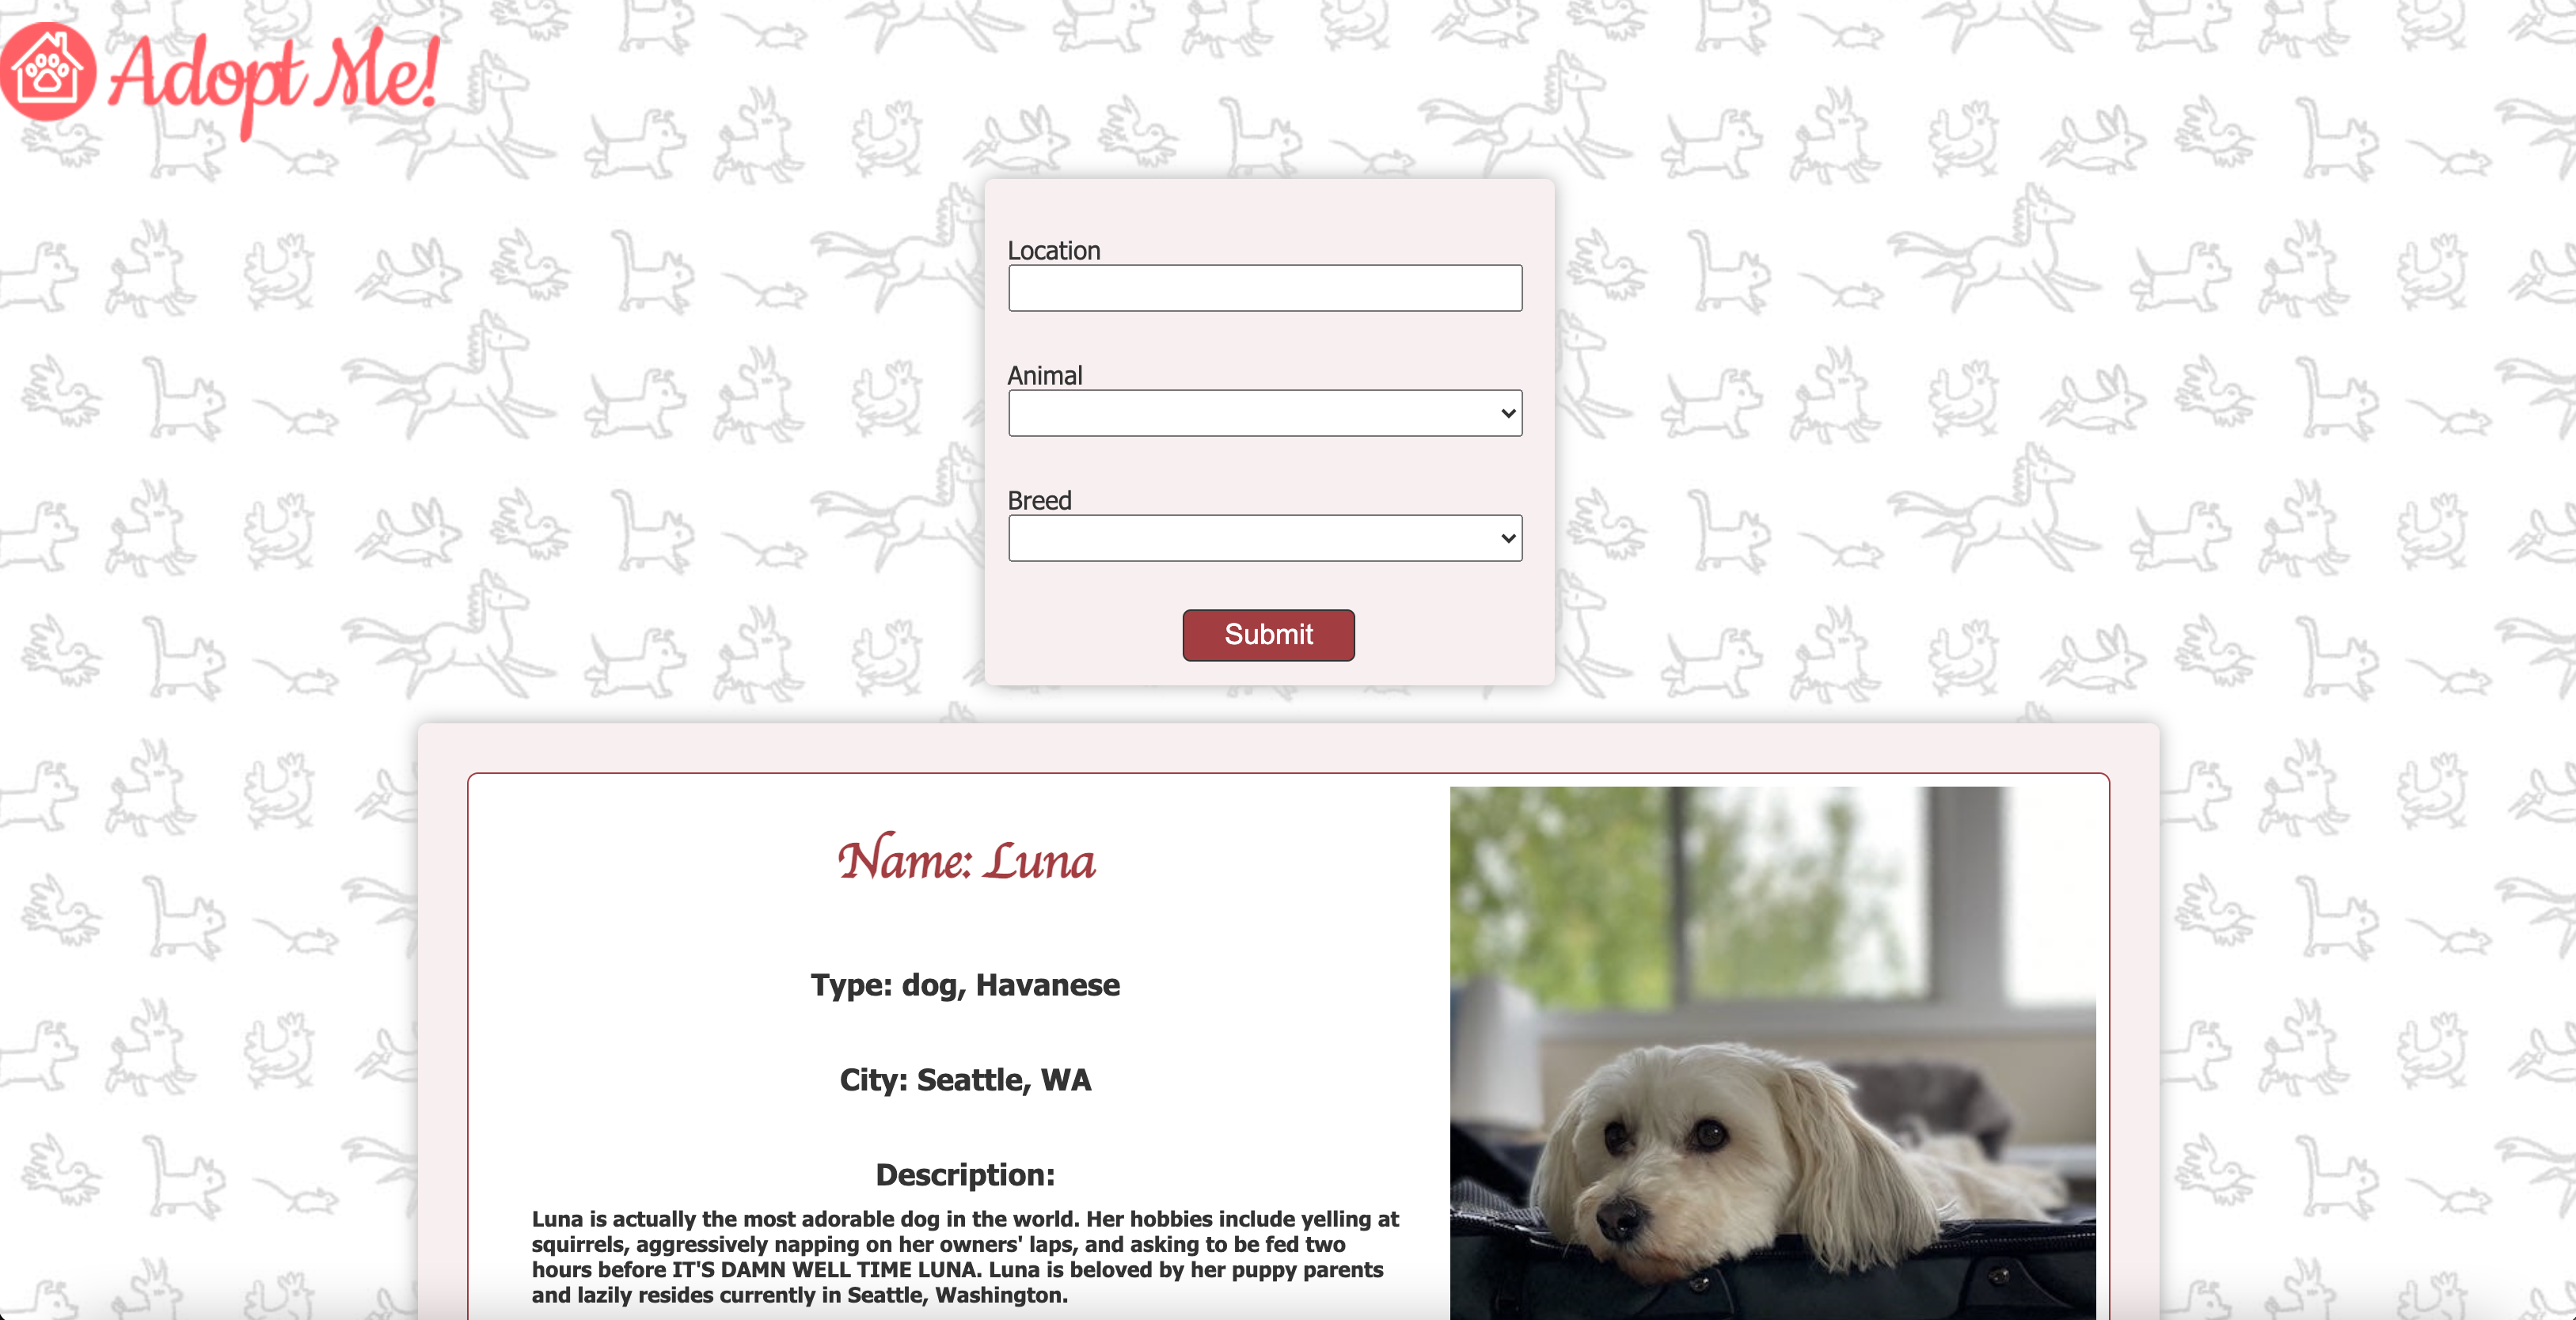 Adopt Me!
Location
Animal
Breed
Submit
Name: Luna
Type: dog, Havanese
City: Seattle, WA
Description:
Luna is actually the most adorable dog in the world. Her hobbies include yelling at
squirrels, aggressively napping on her owners' laps, and asking to be fed two
hours before IT'S DAMN WELL TIME LUNA. Luna is beloved by her puppy parents
and lazily resides currently in Seattle, Washington.